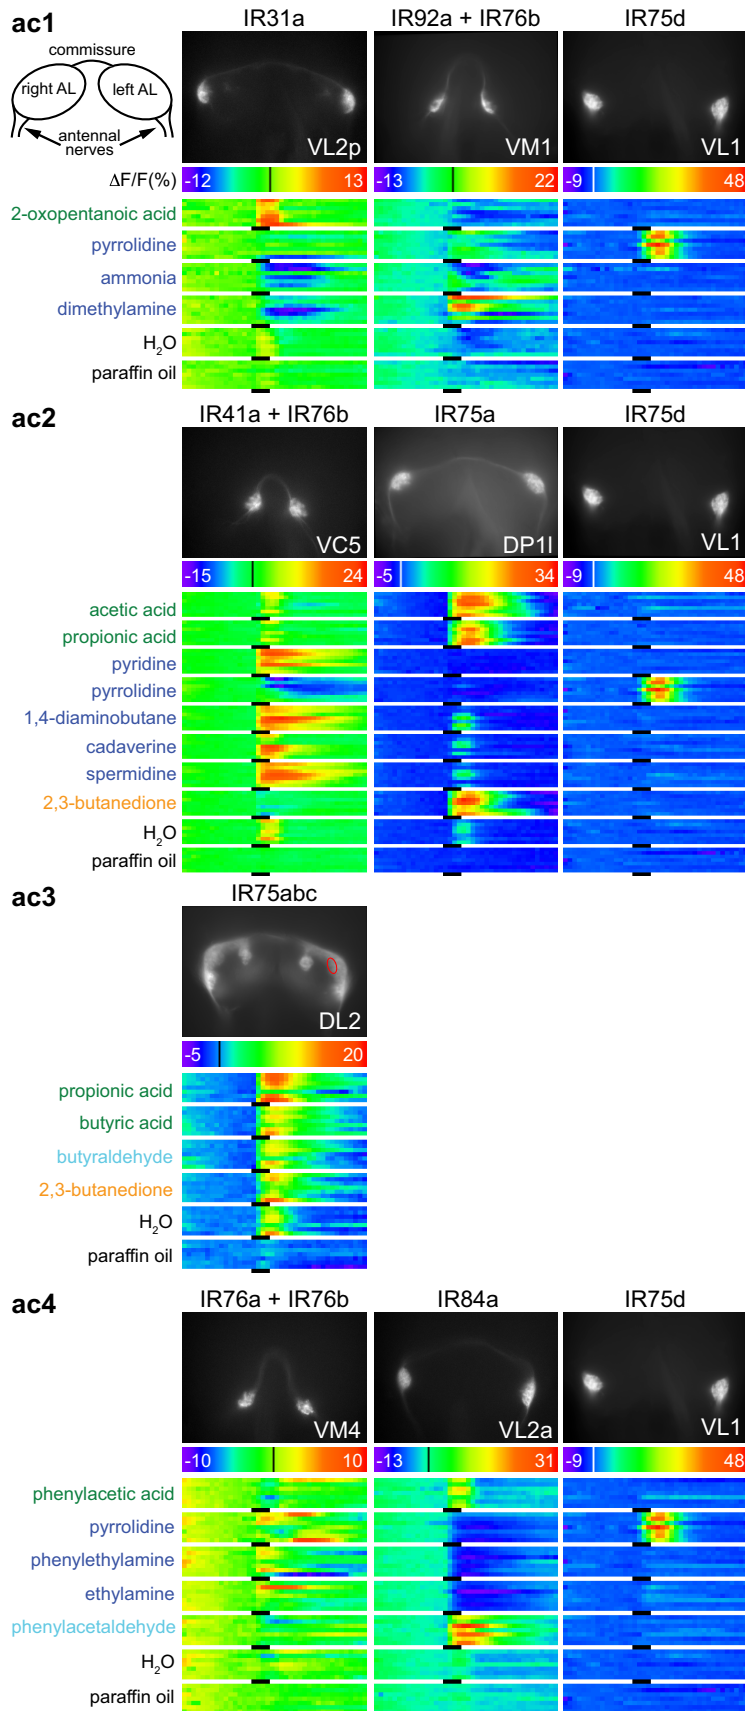 ac1
IR31a
IR92a + IR76b
IR75d
commissure
right AL
left AL
antennal
nerves
VL2p
VM1
VL1
ΔF/F(%)
-12
13
-13
22
-9
48
2-oxopentanoic acid
pyrrolidine
ammonia
dimethylamine
H₂O
paraffin oil
ac2
IR41a + IR76b
IR75a
IR75d
VC5
DP1l
VL1
-15
24
-5
34
-9
48
acetic acid
propionic acid
pyridine
pyrrolidine
1,4-diaminobutane
cadaverine
spermidine
2,3-butanedione
H₂O
paraffin oil
ac3
IR75abc
DL2
-5
20
propionic acid
butyric acid
butyraldehyde
2,3-butanedione
H₂O
paraffin oil
ac4
IR76a + IR76b
IR84a
IR75d
VM4
VL2a
VL1
-10
10
-13
31
-9
48
phenylacetic acid
pyrrolidine
phenylethylamine
ethylamine
phenylacetaldehyde
H₂O
paraffin oil